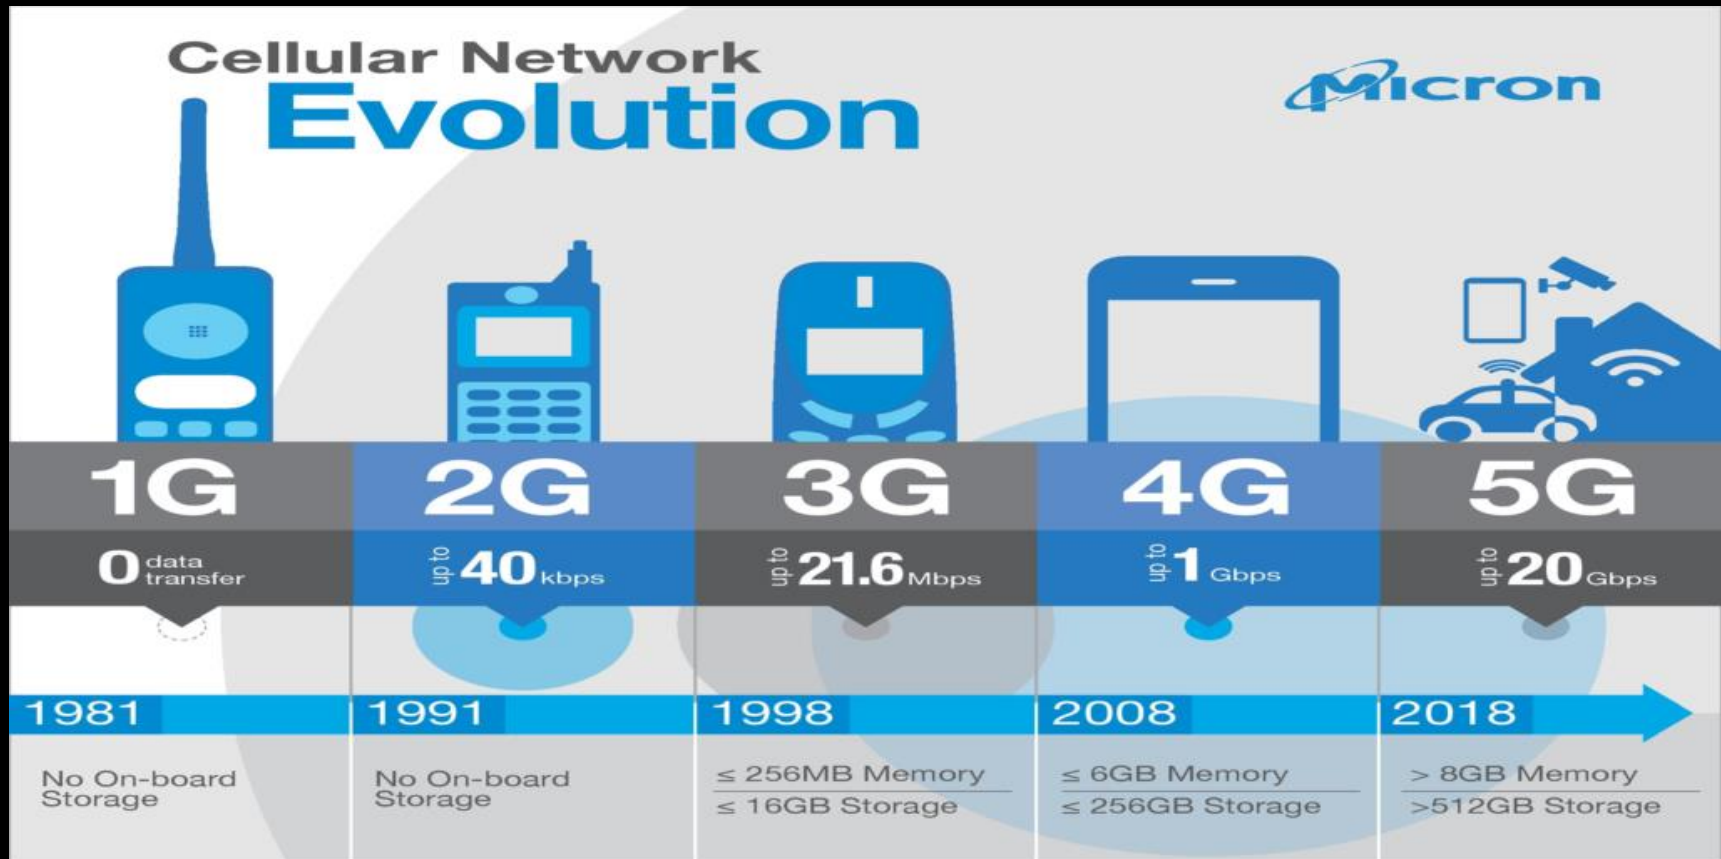 Cellular Network
Evolution
Micron
1G
2G
3G
4G
5G
0 data transfer
up to 40 kbps
up to 21.6 Mbps
up to 1 Gbps
up to 20 Gbps
1981
1991
1998
2008
2018
No On-board
Storage
No On-board
Storage
≤ 256MB Memory
≤ 16GB Storage
≤ 6GB Memory
≤ 256GB Storage
> 8GB Memory
>512GB Storage